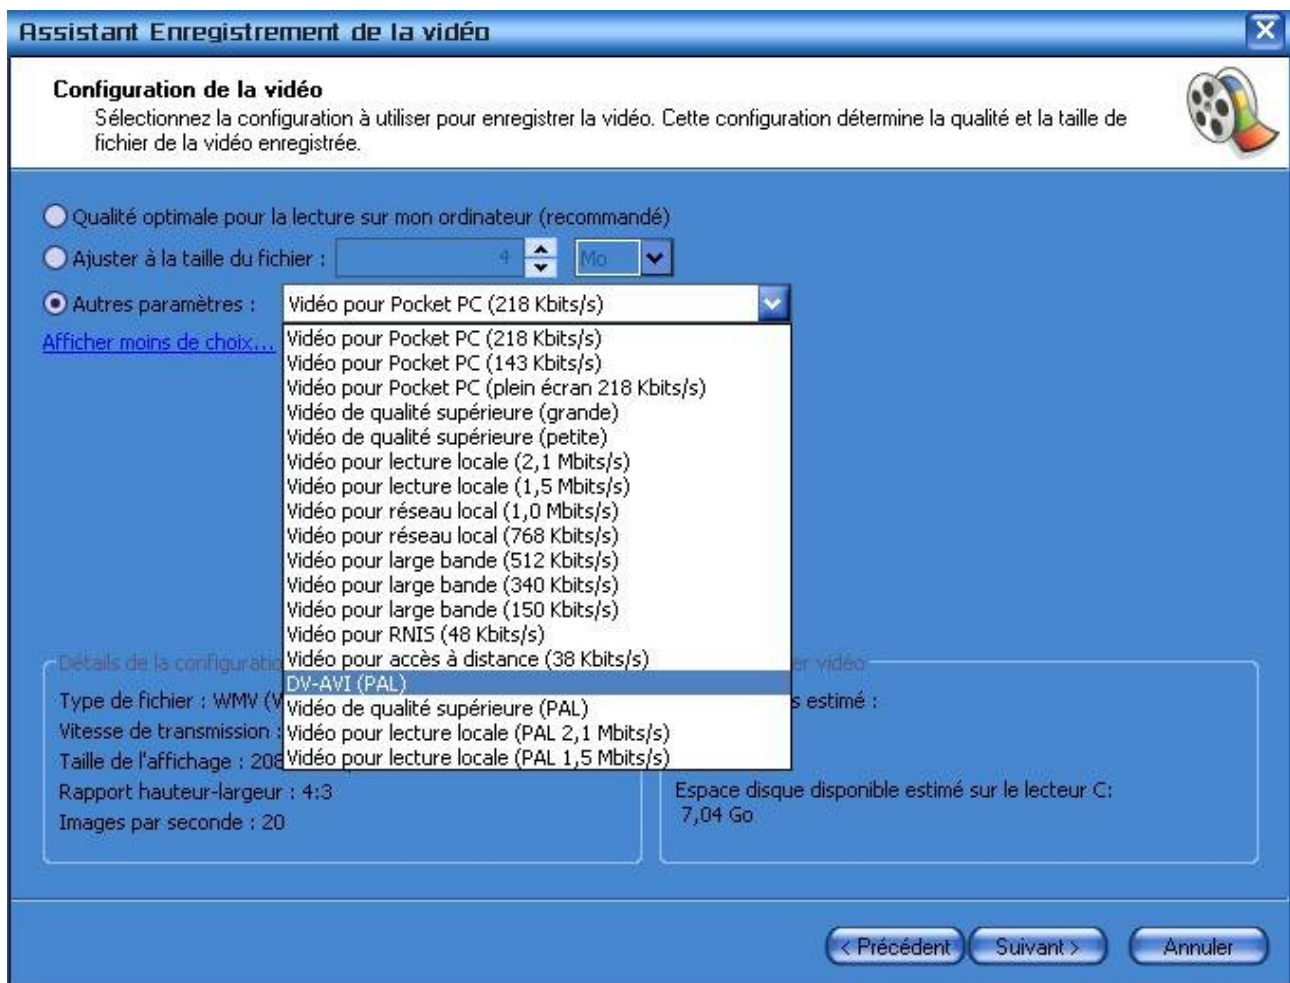 Assistant Enregistrement de la vidéo
Configuration de la vidéo
Sélectionnez la configuration à utiliser pour enregistrer la vidéo. Cette configuration détermine la qualité et la taille de
fichier de la vidéo enregistrée.
Qualité optimale pour la lecture sur mon ordinateur (recommandé)
Ajuster à la taille du fichier : 4 Mo
Autres paramètres : Vidéo pour Pocket PC (218 Kbits/s)
Afficher moins de choix...
Vidéo pour Pocket PC (218 Kbits/s)
Vidéo pour Pocket PC (143 Kbits/s)
Vidéo pour Pocket PC (plein écran 218 Kbits/s)
Vidéo de qualité supérieure (grande)
Vidéo de qualité supérieure (petite)
Vidéo pour lecture locale (2,1 Mbits/s)
Vidéo pour lecture locale (1,5 Mbits/s)
Vidéo pour réseau local (1,0 Mbits/s)
Vidéo pour réseau local (768 Kbits/s)
Vidéo pour large bande (512 Kbits/s)
Vidéo pour large bande (340 Kbits/s)
Vidéo pour large bande (150 Kbits/s)
Vidéo pour RNIS (48 Kbits/s)
Vidéo pour accès à distance (38 Kbits/s)
DV-AVI (PAL)
Vidéo de qualité supérieure (PAL)
Vidéo pour lecture locale (PAL 2,1 Mbits/s)
Vidéo pour lecture locale (PAL 1,5 Mbits/s)
Détails de la
Type de fichier : WMV
Vitesse de transmission :
Taille de l'affichage : 208
Rapport hauteur-largeur : 4:3
Images par seconde : 20
vidéo
estimé :
Espace disque disponible estimé sur le lecteur C:
7,04 Go
< Précédent
Suivant >
Annuler